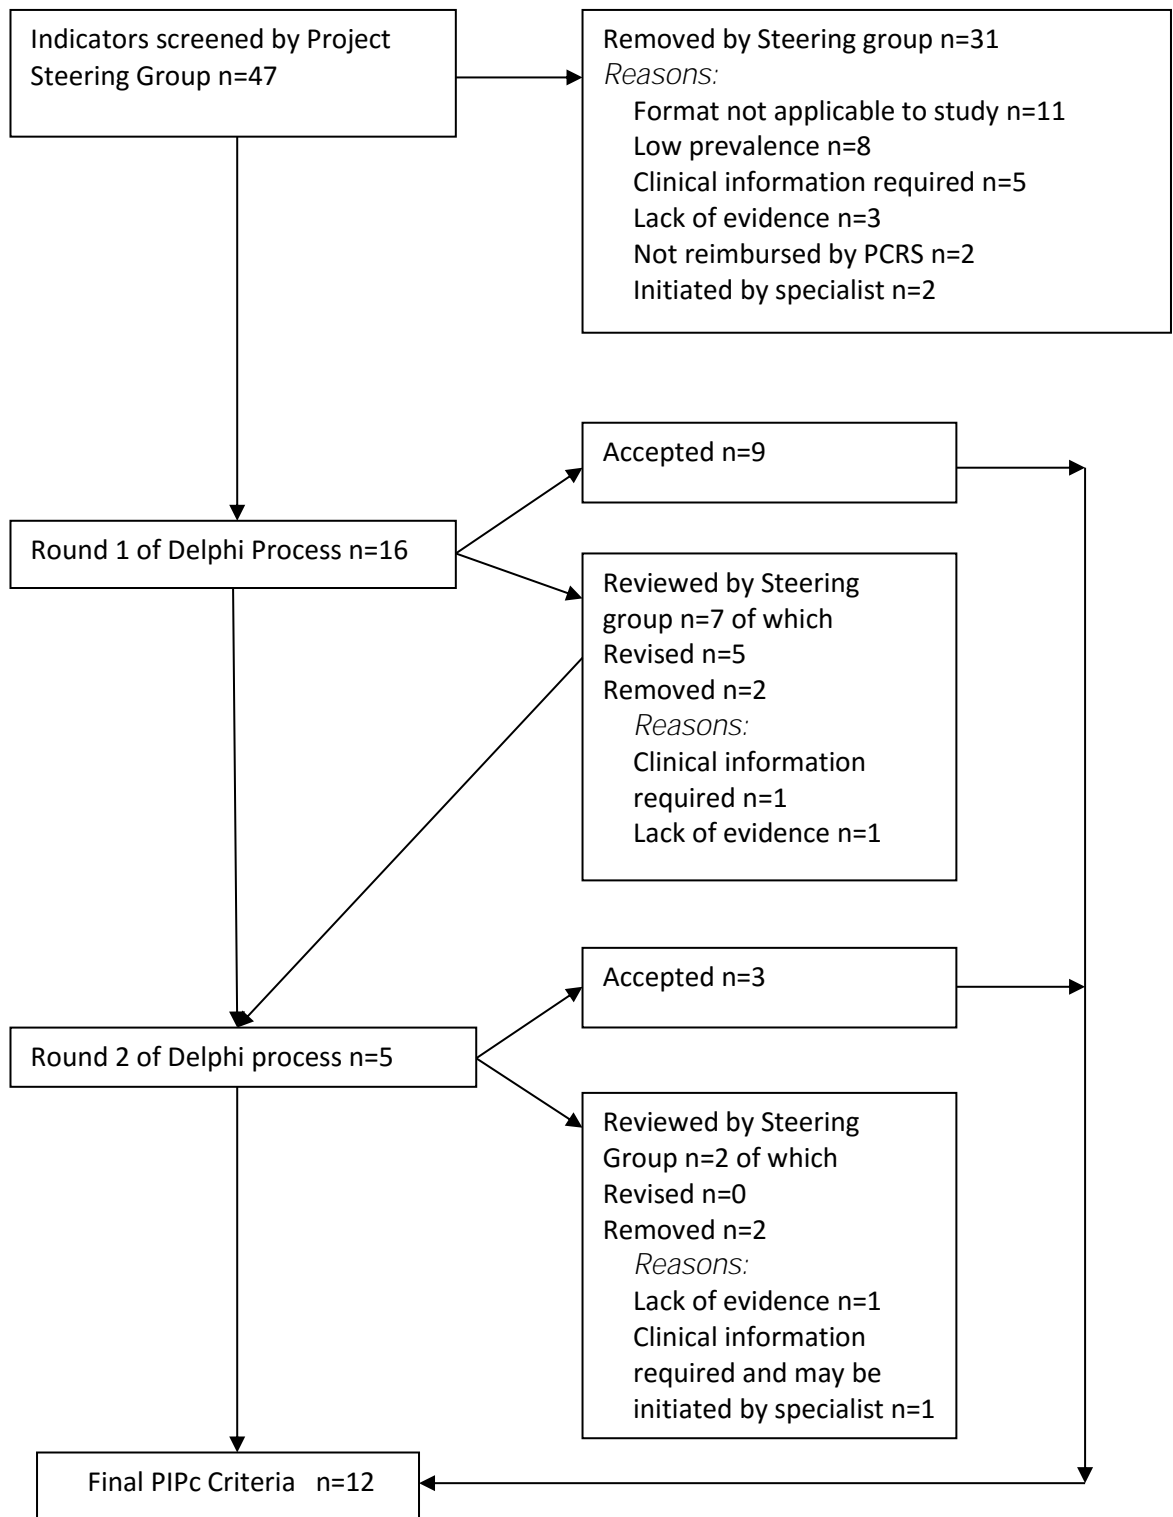 Indicators screened by Project
Steering Group n=47
Removed by Steering group n=31
Reasons:
Format not applicable to study n=11
Low prevalence n=8
Clinical information required n=5
Lack of evidence n=3
Not reimbursed by PCRS n=2
Initiated by specialist n=2
Accepted n=9
Round 1 of Delphi Process n=16
Reviewed by Steering
group n=7 of which
Revised n=5
Removed n=2
Reasons:
Clinical information
required n=1
Lack of evidence n=1
Accepted n=3
Round 2 of Delphi process n=5
Reviewed by Steering
Group n=2 of which
Revised n=0
Removed n=2
Reasons:
Lack of evidence n=1
Clinical information
required and may be
initiated by specialist n=1
Final PIPc Criteria n=12